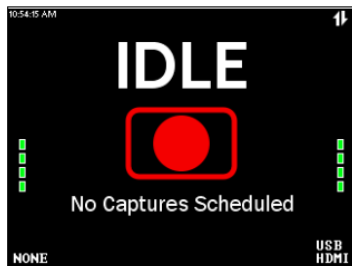 10:54:15 AM
IDLE
No Captures Scheduled
NONE
USB
HDMI